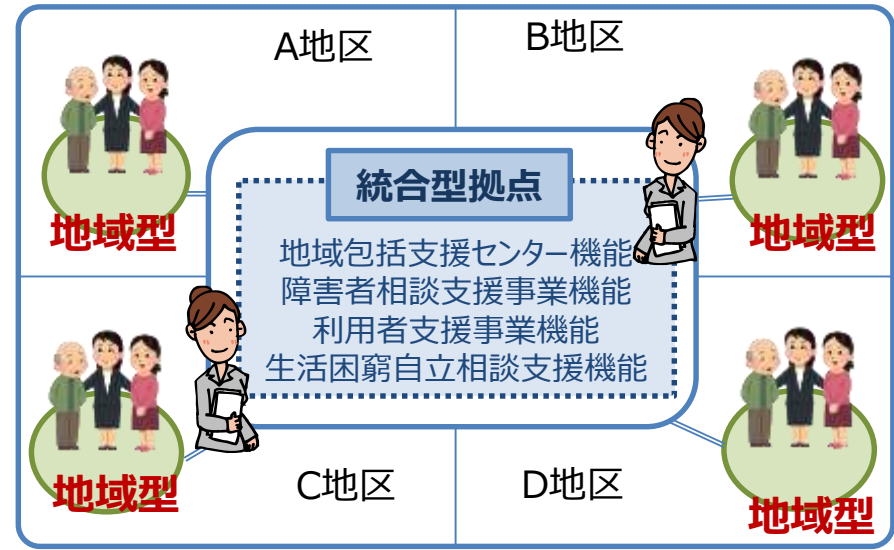 A地区
B地区
地域型
地域型
統合型拠点
地域包括支援センター機能
障害者相談支援事業機能
利用者支援事業機能
生活困窮自立相談支援機能
地域型
地域型
C地区
D地区